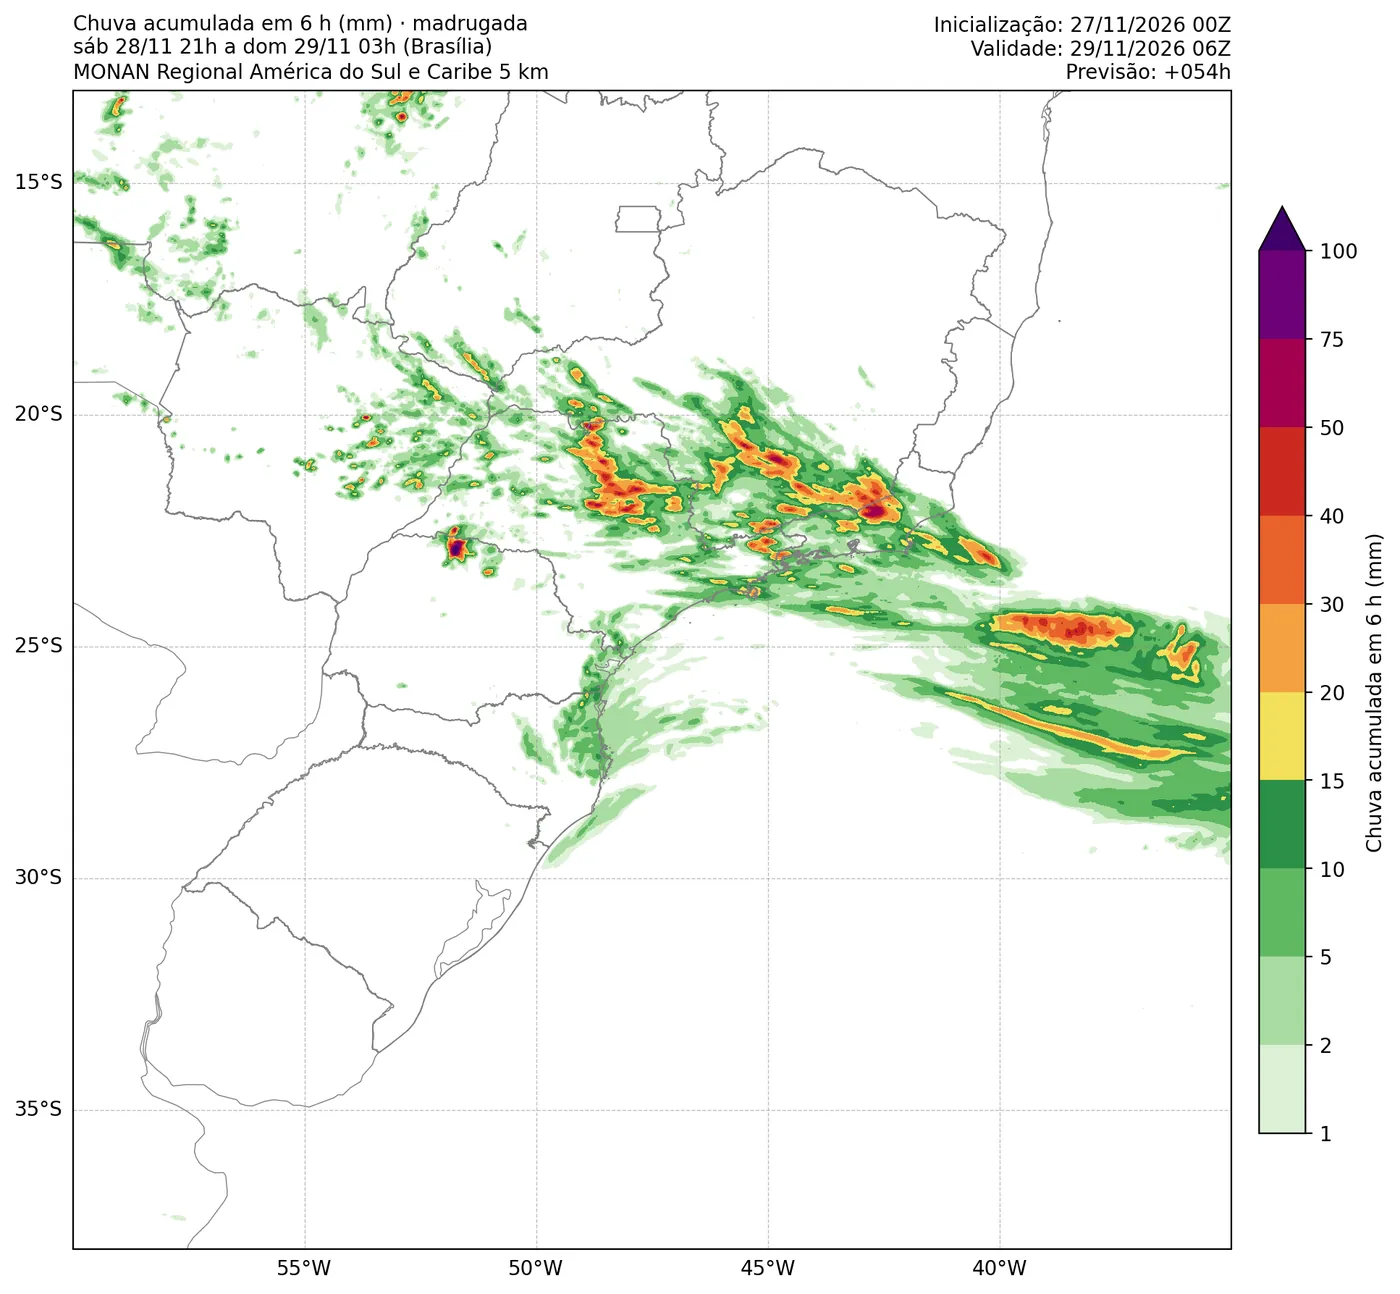 Chuva acumulada em 6 h (mm) · madrugada
sáb 28/11 21h a dom 29/11 03h (Brasília)
MONAN Regional América do Sul e Caribe 5 km
Inicialização: 27/11/2026 00Z
Validade: 29/11/2026 06Z
Previsão: +054h
15°S
20°S
25°S
30°S
35°S
55°W
50°W
45°W
40°W
100
75
50
40
30
20
15
10
5
2
1
Chuva acumulada em 6 h (mm)